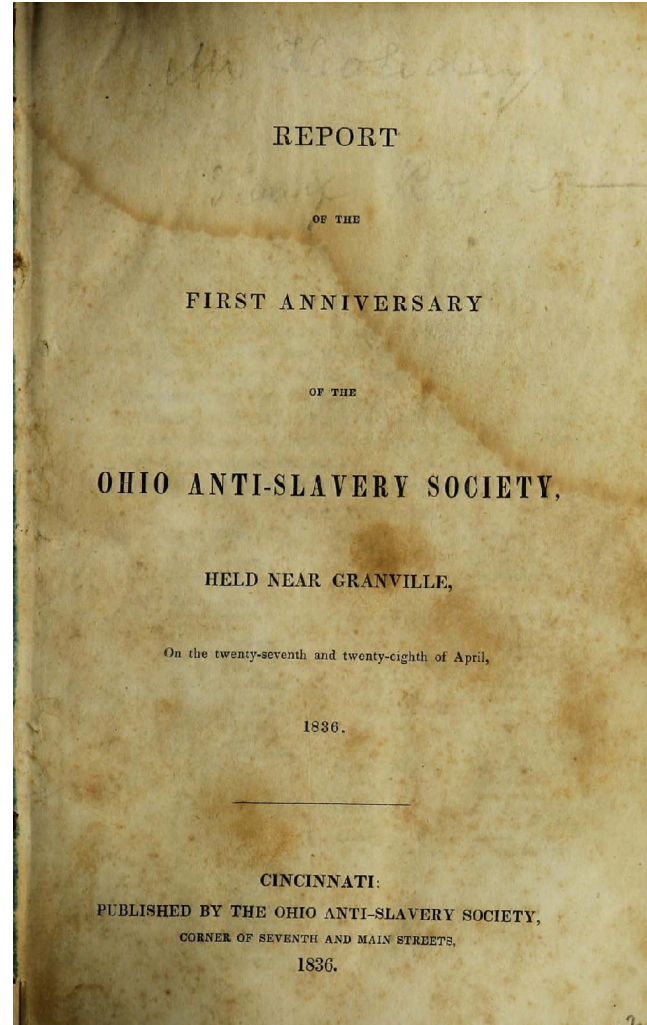 REPORT
OF THE
FIRST ANNIVERSARY
OF THE
OHIO ANTI-SLAVERY SOCIETY,
HELD NEAR GRANVILLE,
On the twenty-seventh and twenty-eighth of April,
1836.
CINCINNATI:
PUBLISHED BY THE OHIO ANTI-SLAVERY SOCIETY,
CORNER OF SEVENTH AND MAIN STREETS,
1836.